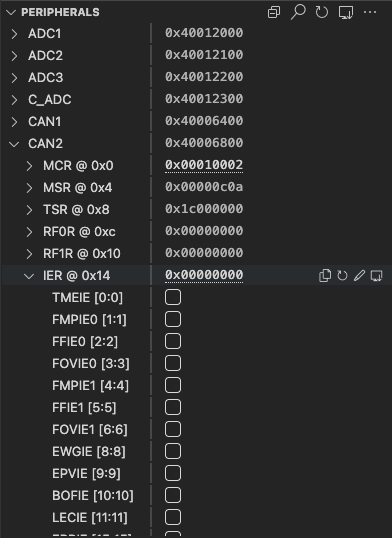 PERIPHERALS
ADC1 0x40012000
ADC2 0x40012100
ADC3 0x40012200
C_ADC 0x40012300
CAN1 0x40006400
CAN2 0x40006800
MCR @ 0x0 0x00010002
MSR @ 0x4 0x00000c0a
TSR @ 0x8 0x1c000000
RF0R @ 0xc 0x00000000
RF1R @ 0x10 0x00000000
IER @ 0x14 0x00000000
TMEIE [0:0]
FMPIE0 [1:1]
FFIE0 [2:2]
FOVIE0 [3:3]
FMPIE1 [4:4]
FFIE1 [5:5]
FOVIE1 [6:6]
EWGIE [8:8]
EPVIE [9:9]
BOFIE [10:10]
LECIE [11:11]